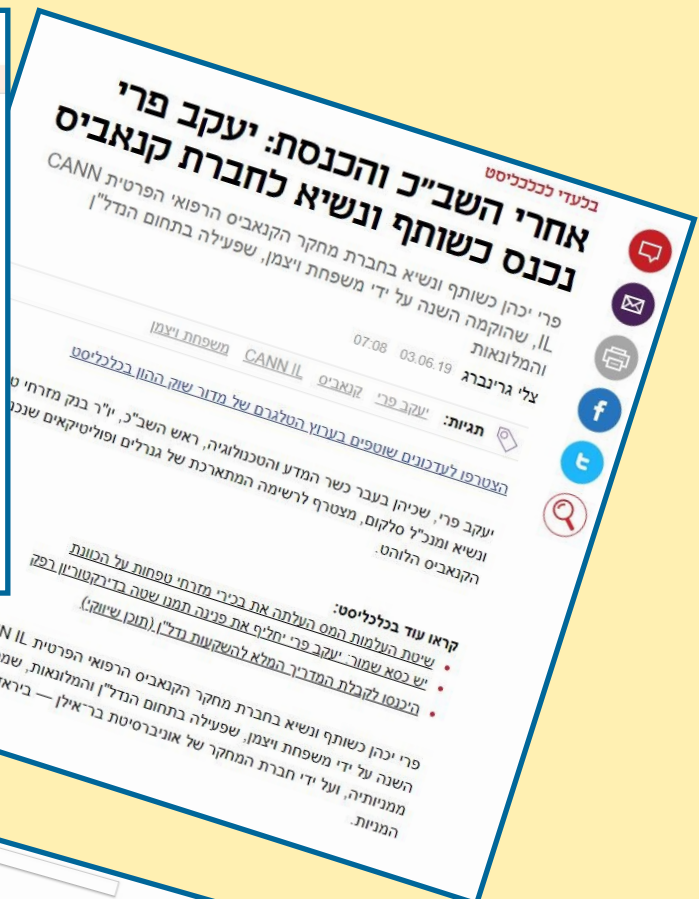 בלעדי לכלכליסט
אחרי השב״כ והכנסת: יעקב פרי
נכנס כשותף ונשיא לחברת קנאביס
פרי יכהן כשותף ונשיא בחברת מחקר הקנאביס הרפואי הפרטית CANN
IL, שהוקמה השנה על ידי משפחת ויצמן, שפעילה בתחום הנדל"ן
והמלונאות
צלי גרינברג 03.06.19 07:08
תגיות: יעקב פרי קנאביס CANN IL משפחת ויצמן
הצטרפו לעדכונים שוטפים בערוץ הטלגרם של מדור שוק ההון בכלכליסט
יעקב פרי, שכיהן בעבר כשר המדע והטכנולוגיה, ראש השב"כ, יו"ר בנק מזרחי
ונשיא ומנכ"ל סלקום, מצטרף לרשימה המתארכת של גנרלים ופוליטיקאים
הקנאביס הלוהט.
קראו עוד בכלכליסט:
שיטת העלמות המס העלתה את בכירי מזרחי טפחות על הכוונת
יש כסא שמור: יעקב פרי יחליף את פנינה תמנו שטה בדירקטוריון רפק
היכנסו לקבלת המדריך המלא להשקעות נדל"ן (תוכן שיווקי)
פרי יכהן כשותף ונשיא בחברת מחקר הקנאביס הרפואי הפרטית IL
השנה על ידי משפחת ויצמן, שפעילה בתחום הנדל"ן והמלונאות,
ממניותיה, ועל ידי חברת המחקר של אוניברסיטת בר־אילן —
המניות.